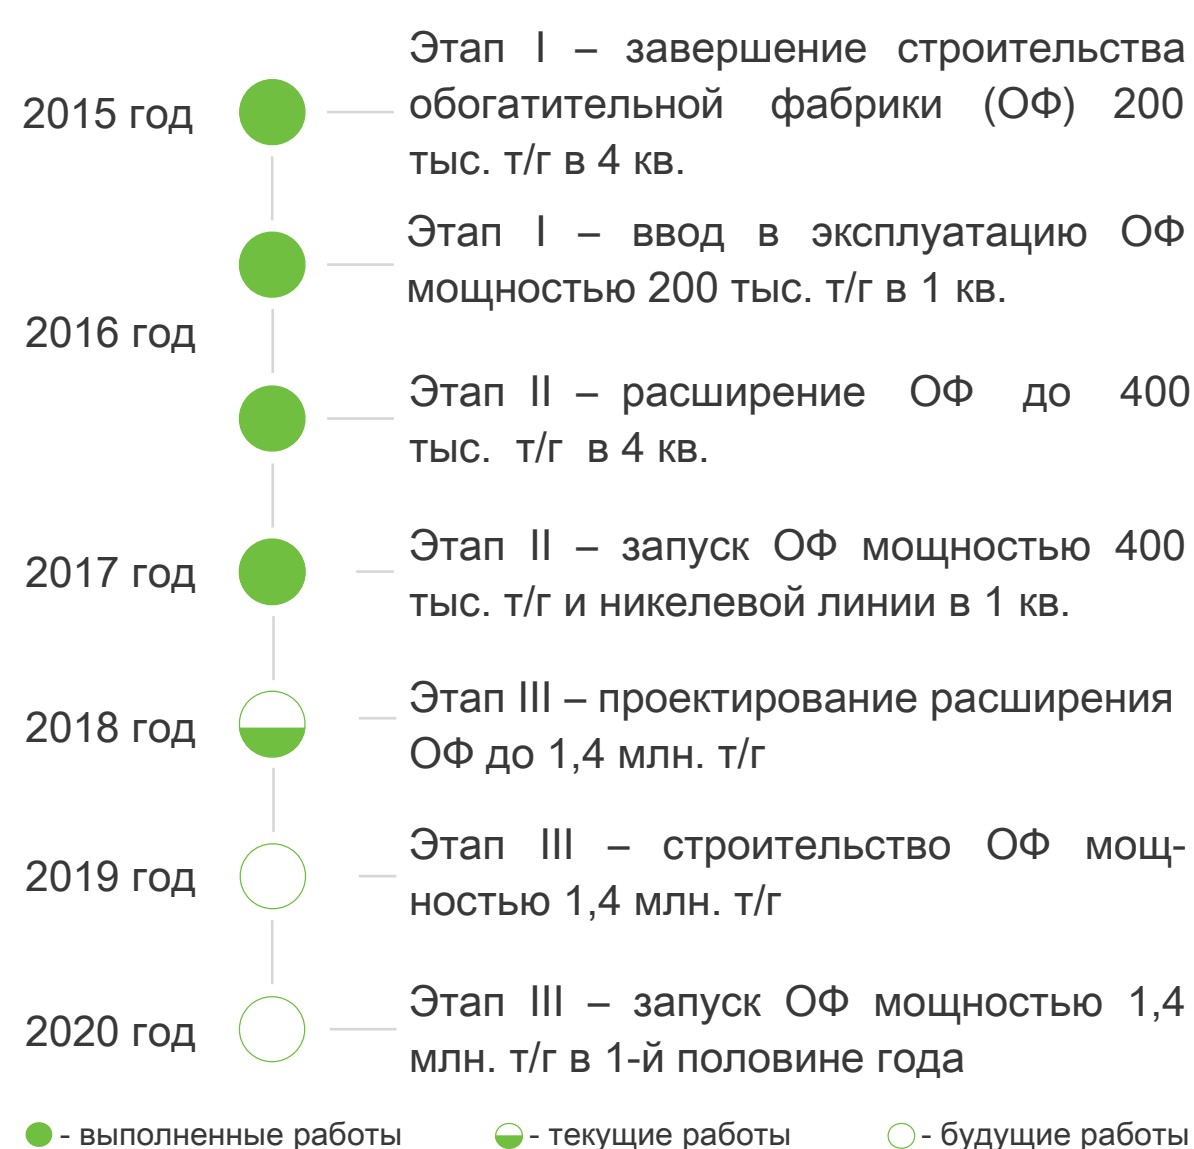 2015 год
Этап I – завершение строительства
обогатительной фабрики (ОФ) 200
тыс. т/г в 4 кв.
2016 год
Этап I – ввод в эксплуатацию ОФ
мощностью 200 тыс. т/г в 1 кв.
Этап II – расширение ОФ до 400
тыс. т/г в 4 кв.
2017 год
Этап II – запуск ОФ мощностью 400
тыс. т/г и никелевой линии в 1 кв.
2018 год
Этап III – проектирование расширения
ОФ до 1,4 млн. т/г
2019 год
Этап III – строительство ОФ мощ-
ностью 1,4 млн. т/г
2020 год
Этап III – запуск ОФ мощностью 1,4
млн. т/г в 1-й половине года
- выполненные работы
- текущие работы
- будущие работы